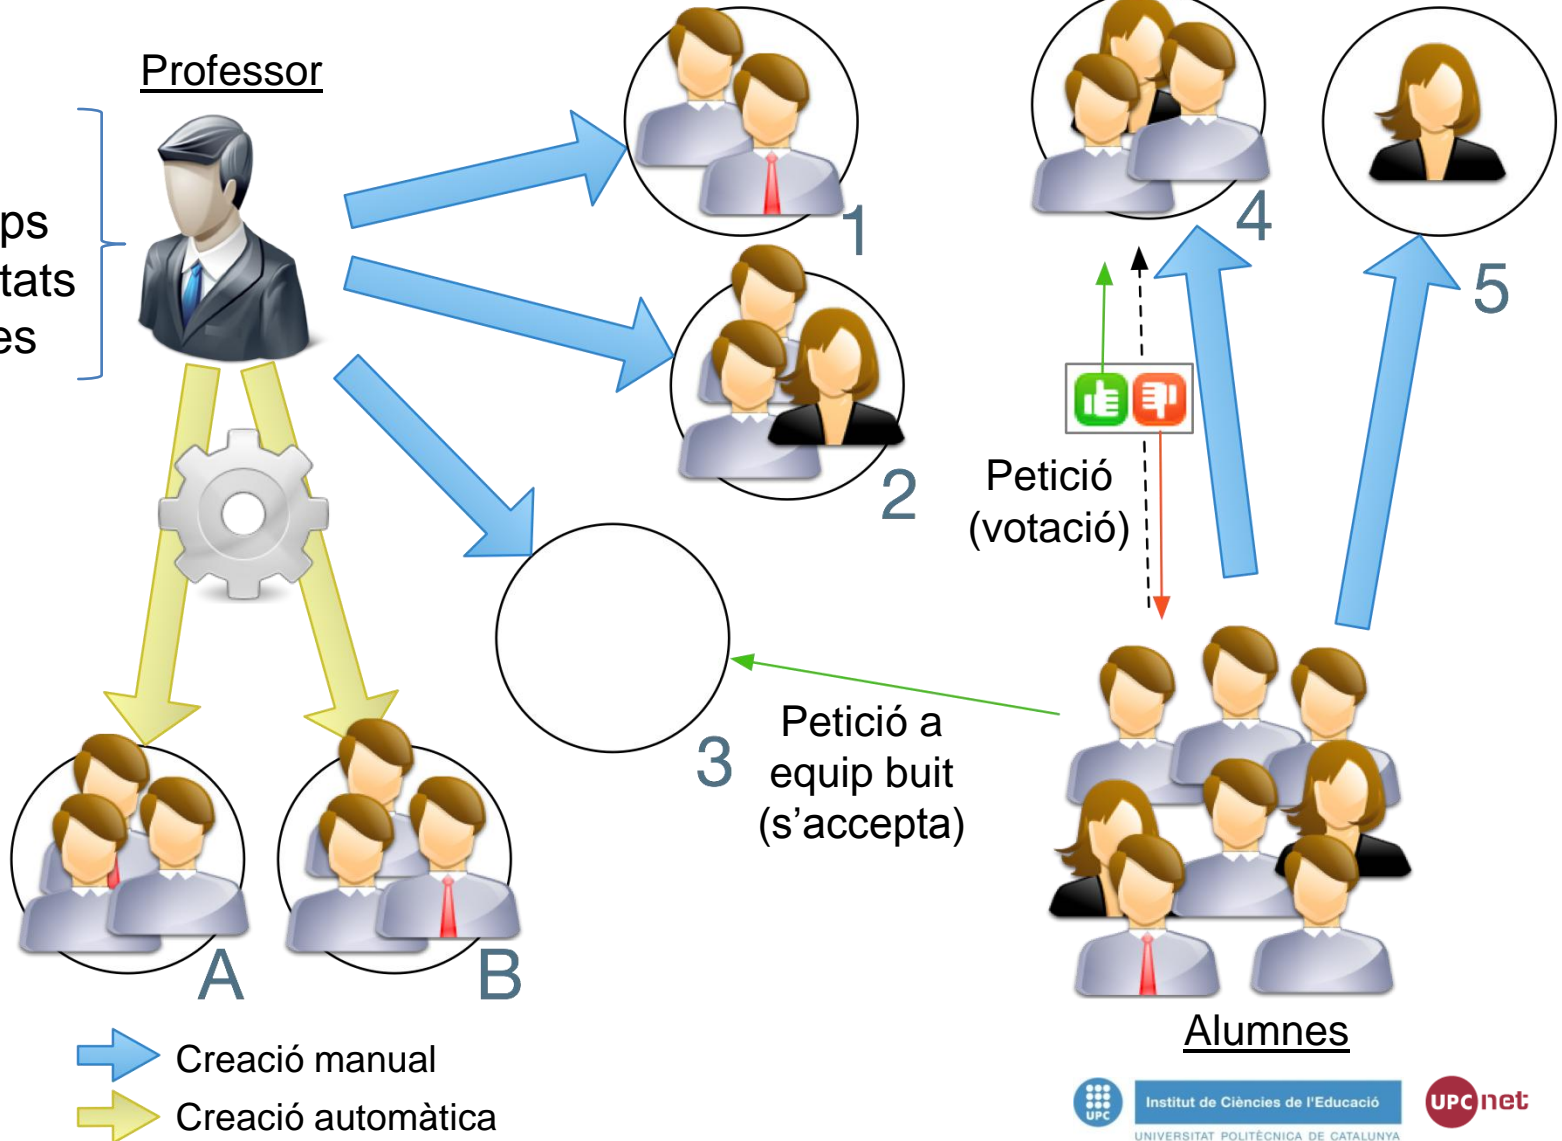 Professor
ps
tats
es
1
2
3
4
5
Petició
(votació)
Petició a
equip buit
(s'accepta)
A
B
Alumnes
Creació manual
Creació automàtica
UPC
Institut de Ciències de l'Educació
UNIVERSITAT POLITÈCNICA DE CATALUNYA
UPCnet